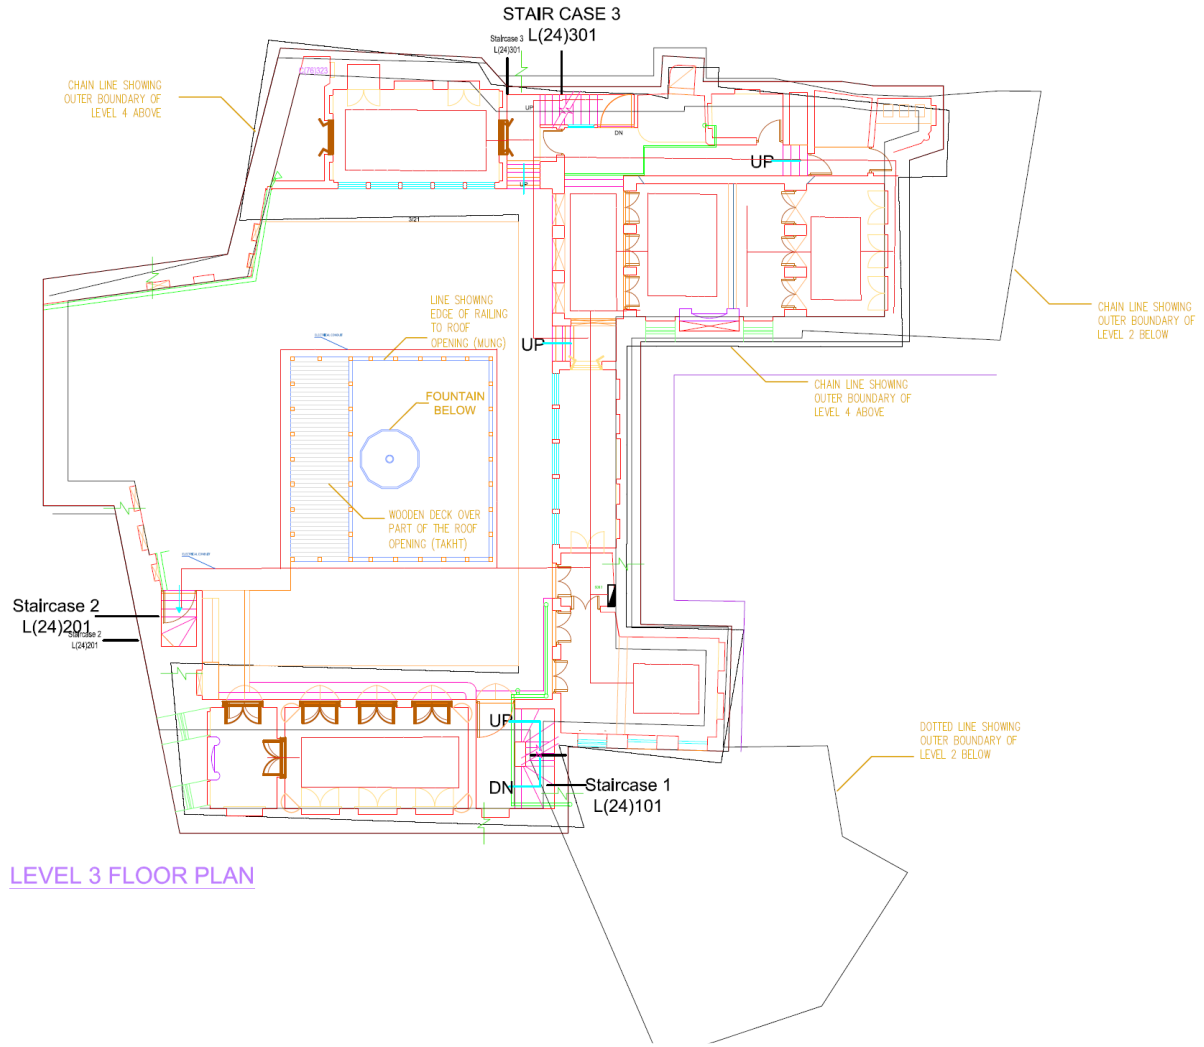 STAIR CASE 3
L(24)301
Staircase 3
L(24)301
CHAIN LINE SHOWING
OUTER BOUNDARY OF
LEVEL 4 ABOVE
UP
DN
UP
UP
3/21
LINE SHOWING
EDGE OF RAILING
TO ROOF
OPENING (MUNG)
UP
CHAIN LINE SHOWING
OUTER BOUNDARY OF
LEVEL 2 BELOW
CHAIN LINE SHOWING
OUTER BOUNDARY OF
LEVEL 4 ABOVE
FOUNTAIN
BELOW
WOODEN DECK OVER
PART OF THE ROOF
OPENING (TAKHT)
Staircase 2
L(24)201
Staircase 2
L(24)201
UP
DN
Staircase 1
L(24)101
DOTTED LINE SHOWING
OUTER BOUNDARY OF
LEVEL 2 BELOW
LEVEL 3 FLOOR PLAN